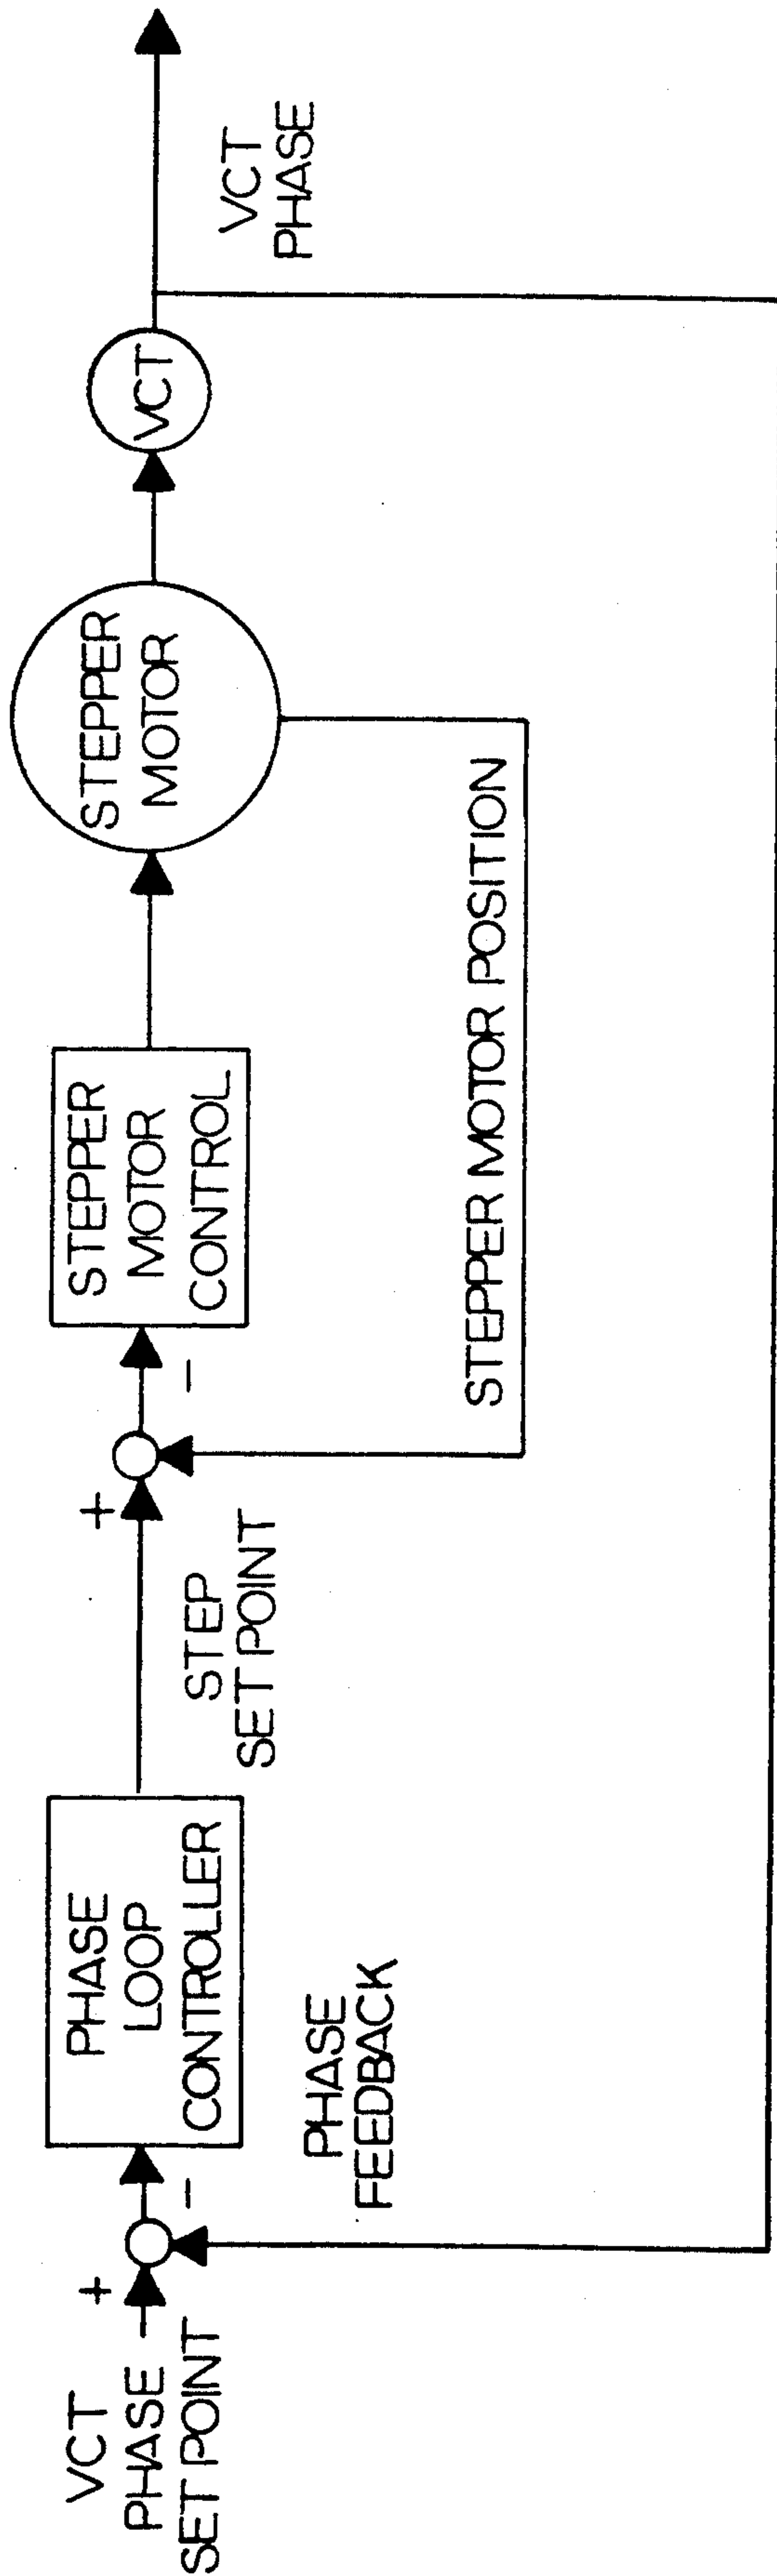 VCT
PHASE
SET POINT
+
-
PHASE
LOOP
CONTROLLER
PHASE
FEEDBACK
STEP
SET POINT
+
-
STEPPER
MOTOR
CONTROL
STEPPER MOTOR POSITION
STEPPER
MOTOR
VCT
VCT
PHASE